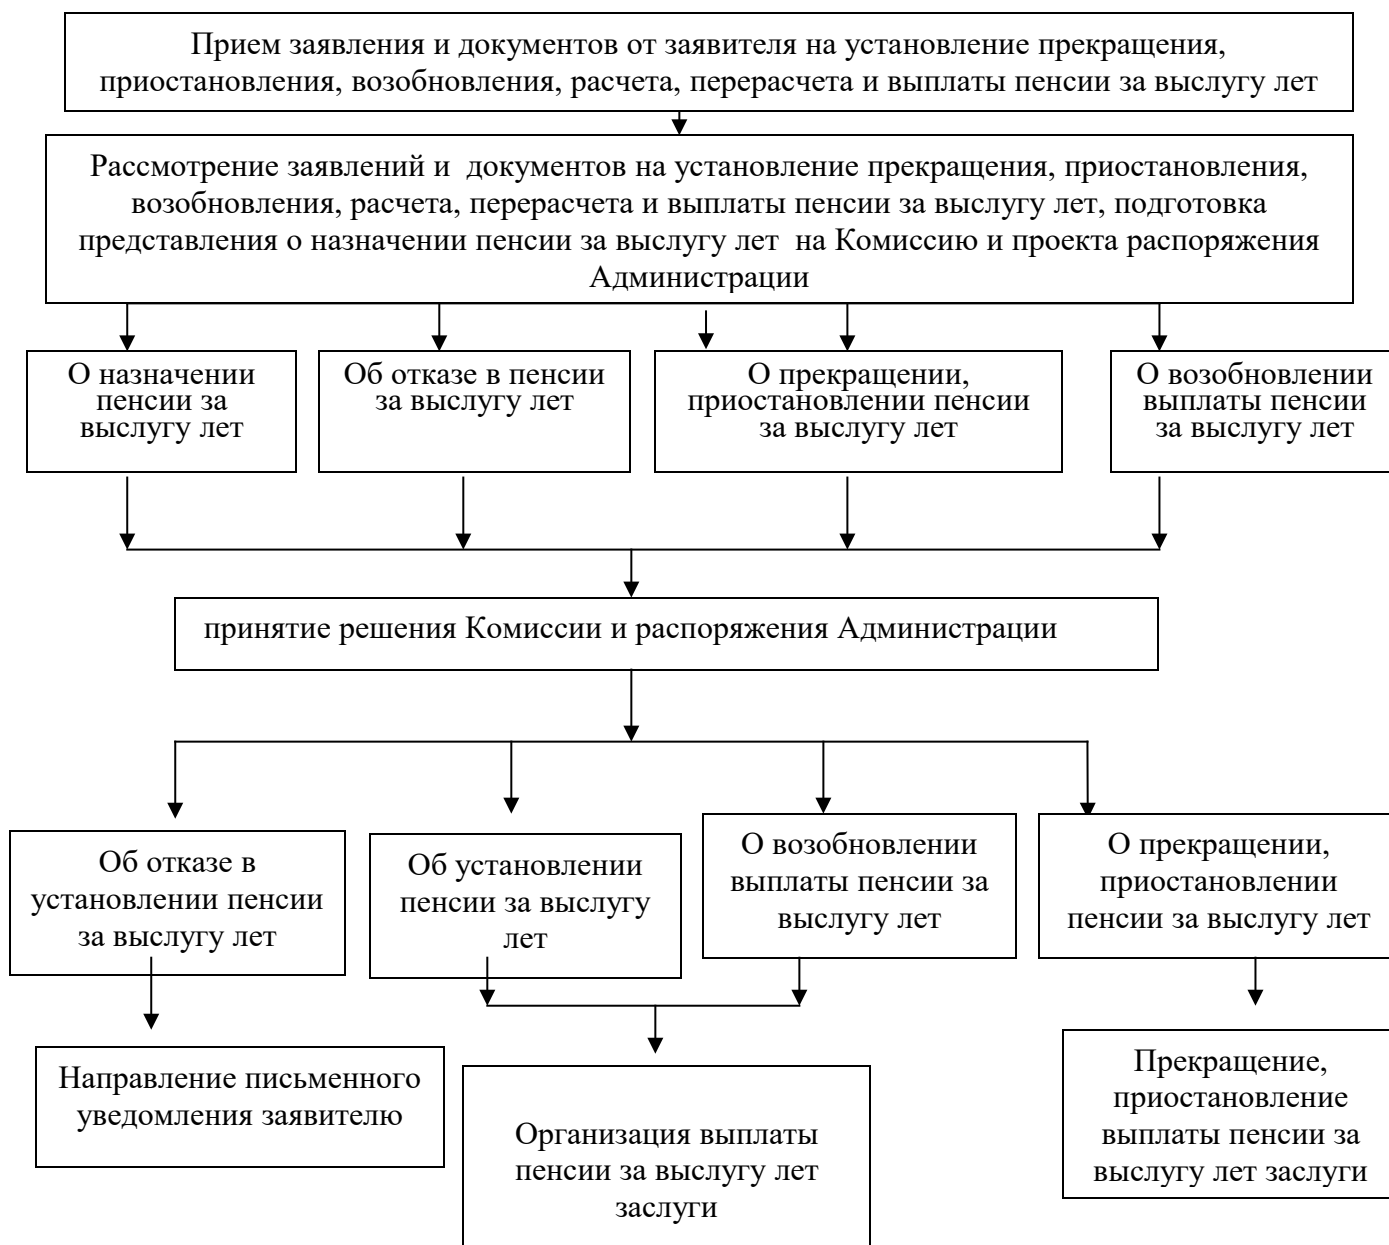 Прием заявления и документов от заявителя на установление прекращения,
приостановления, возобновления, расчета, перерасчета и выплаты пенсии за выслугу лет
Рассмотрение заявлений и документов на установление прекращения, приостановления,
возобновления, расчета, перерасчета и выплаты пенсии за выслугу лет, подготовка
представления о назначении пенсии за выслугу лет на Комиссию и проекта распоряжения
Администрации
О назначении
пенсии за
выслугу лет
Об отказе в пенсии
за выслугу лет
О прекращении,
приостановлении пенсии
за выслугу лет
О возобновлении
выплаты пенсии
за выслугу лет
принятие решения Комиссии и распоряжения Администрации
Об отказе в
установлении пенсии
за выслугу лет
Об установлении
пенсии за выслугу
лет
О возобновлении
выплаты пенсии за
выслугу лет
О прекращении,
приостановлении
пенсии за выслугу лет
Направление письменного
уведомления заявителю
Организация выплаты
пенсии за выслугу лет
заслуги
Прекращение,
приостановление
выплаты пенсии за
выслугу лет заслуги